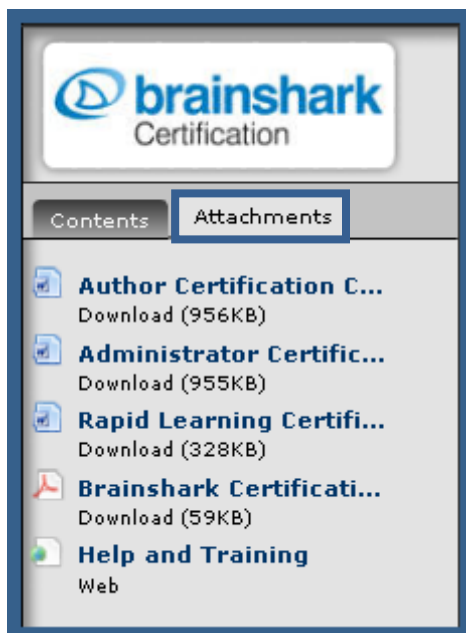 brainshark
Certification
Contents Attachments
Author Certification C...
Download (956KB)
Administrator Certific...
Download (955KB)
Rapid Learning Certifi...
Download (328KB)
Brainshark Certificati...
Download (59KB)
Help and Training
Web